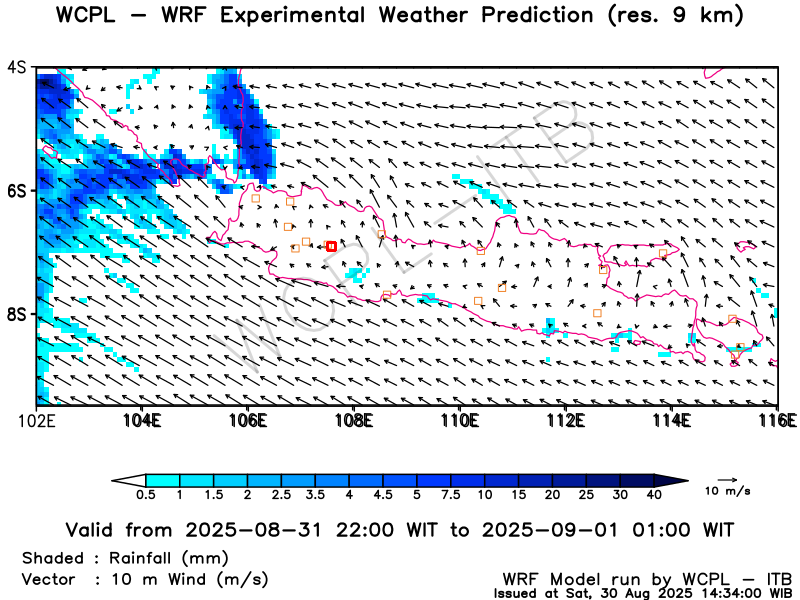 WCPL – WRF Experimental Weather Prediction (res. 9 km)
4S
6S
8S
WCPL-ITB
102E 104E 106E 108E 110E 112E 114E 116E
0.5 1 1.5 2 2.5 3.5 4 4.5 5 7.5 10 15 20 25 30 40
10 m/s
Valid from 2025-08-31 22:00 WIT to 2025-09-01 01:00 WIT
Shaded : Rainfall (mm)
Vector : 10 m Wind (m/s)
WRF Model run by WCPL – ITB
Issued at Sat, 30 Aug 2025 14:34:00 WIB